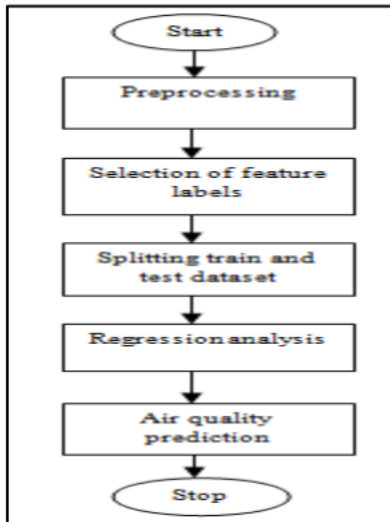 Start
Preprocessing
Selection of feature
labels
Splitting train and
test dataset
Regression analysis
Air quality
prediction
Stop